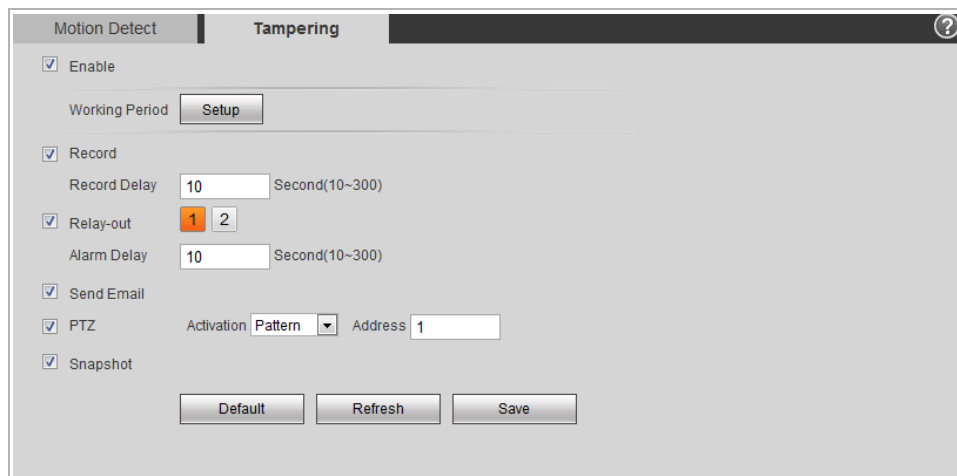 Motion Detect Tampering ?
Enable
Working Period Setup
Record
Record Delay 10 Second(10~300)
Relay-out 1 2
Alarm Delay 10 Second(10~300)
Send Email
PTZ Activation Pattern Address 1
Snapshot
Default Refresh Save